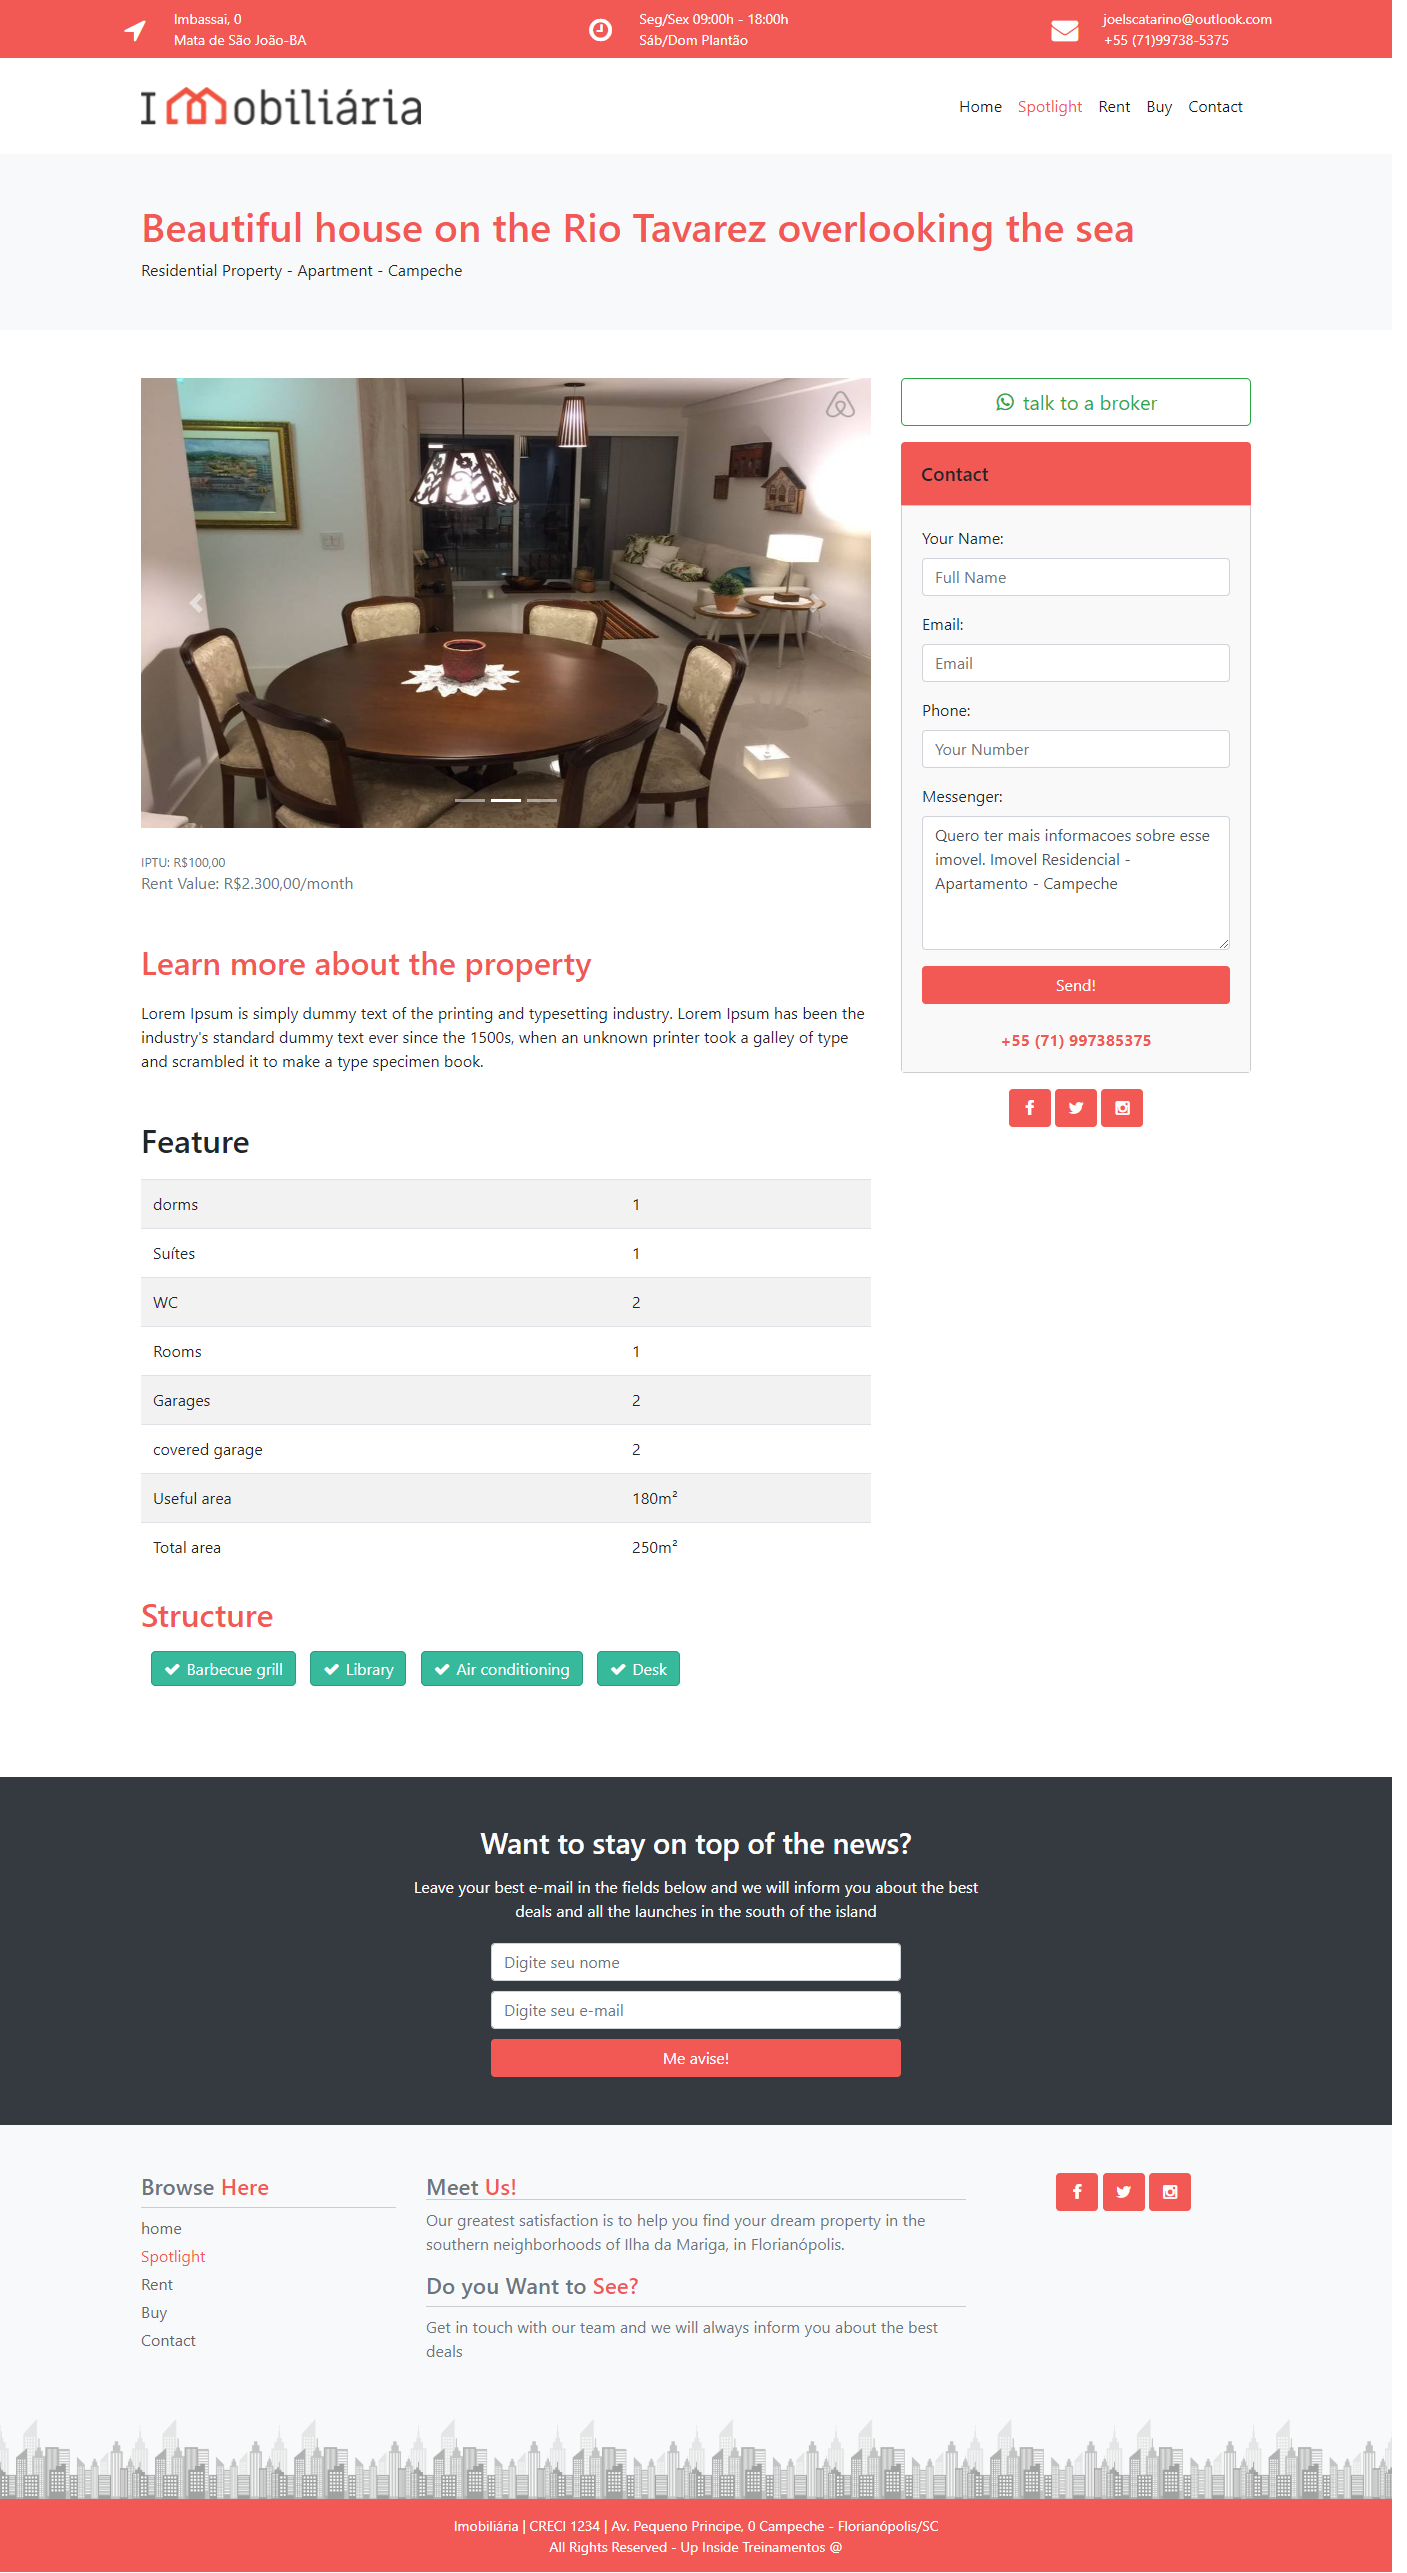 Imbassai, 0
Mata de São João-BA
Seg/Sex 09:00h - 18:00h
Sáb/Dom Plantão
joelscatarino@outlook.com
+55 (71)99738-5375
Imobiliária
Home Spotlight Rent Buy Contact
Beautiful house on the Rio Tavarez overlooking the sea
Residential Property - Apartment - Campeche
talk to a broker
Contact
Your Name:
Full Name
Email:
Email
Phone:
Your Number
Messenger:
Quero ter mais informacoes sobre esse
imovel. Imovel Residencial -
Apartamento - Campeche
Send!
+55 (71) 997385375
IPTU: R$100,00
Rent Value: R$2.300,00/month
Learn more about the property
Lorem Ipsum is simply dummy text of the printing and typesetting industry. Lorem Ipsum has been the
industry's standard dummy text ever since the 1500s, when an unknown printer took a galley of type
and scrambled it to make a type specimen book.
Feature
dorms 1
Suítes 1
WC 2
Rooms 1
Garages 2
covered garage 2
Useful area 180m²
Total area 250m²
Structure
Barbecue grill Library Air conditioning Desk
Want to stay on top of the news?
Leave your best e-mail in the fields below and we will inform you about the best
deals and all the launches in the south of the island
Digite seu nome
Digite seu e-mail
Me avise!
Browse Here
home
Spotlight
Rent
Buy
Contact
Meet Us!
Our greatest satisfaction is to help you find your dream property in the
southern neighborhoods of Ilha da Mariga, in Florianópolis.
Do you Want to See?
Get in touch with our team and we will always inform you about the best
deals
Imobiliária | CRECI 1234 | Av. Pequeno Principe, 0 Campeche - Florianópolis/SC
All Rights Reserved - Up Inside Treinamentos @